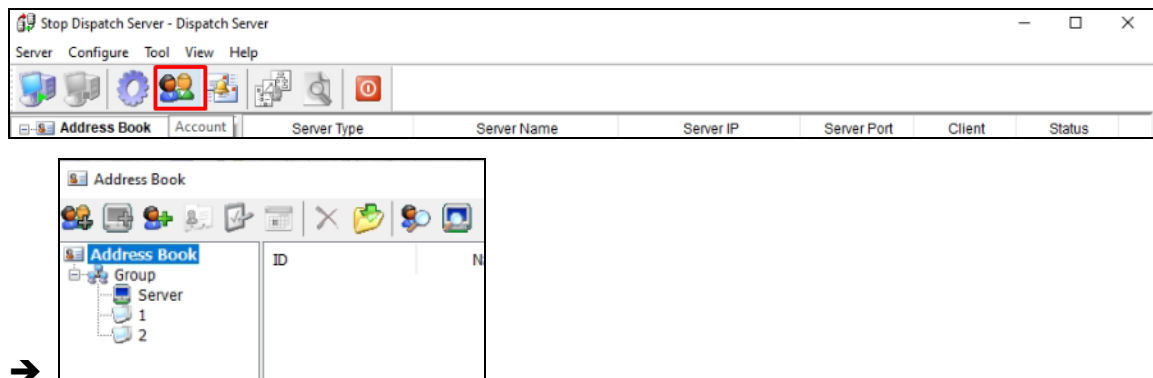 Stop Dispatch Server - Dispatch Server
Server Configure Tool View Help
Address Book Account Server Type Server Name Server IP Server Port Client Status
Address Book
Address Book ID
Group
Server
1
2